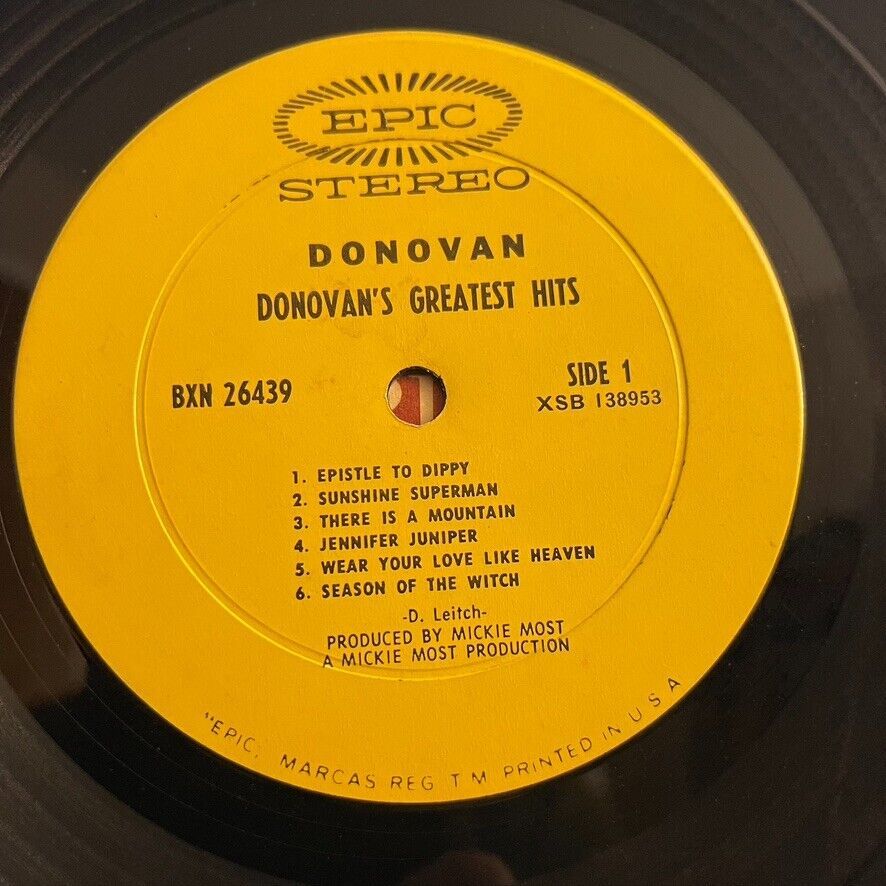 EPIC
STEREO
DONOVAN
DONOVAN'S GREATEST HITS
BXN 26439
SIDE 1
XSB 138953
1. EPISTLE TO DIPPY
2. SUNSHINE SUPERMAN
3. THERE IS A MOUNTAIN
4. JENNIFER JUNIPER
5. WEAR YOUR LOVE LIKE HEAVEN
6. SEASON OF THE WITCH
-D. Leitch-
PRODUCED BY MICKIE MOST
A MICKIE MOST PRODUCTION
"EPIC, MARCAS REG T M PRINTED IN U S A